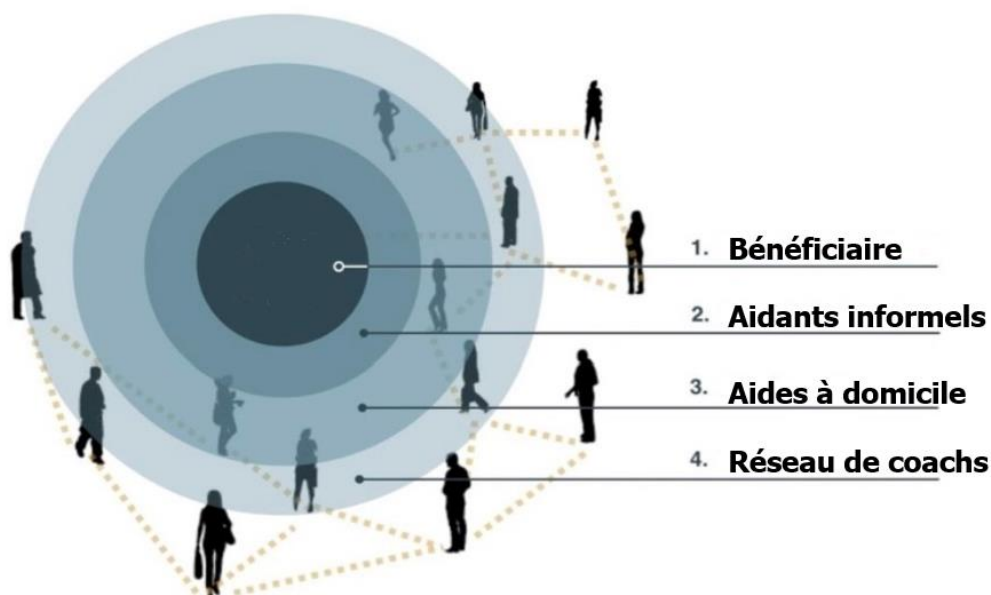 1. Bénéficiaire
2. Aidants informels
3. Aides à domicile
4. Réseau de coachs